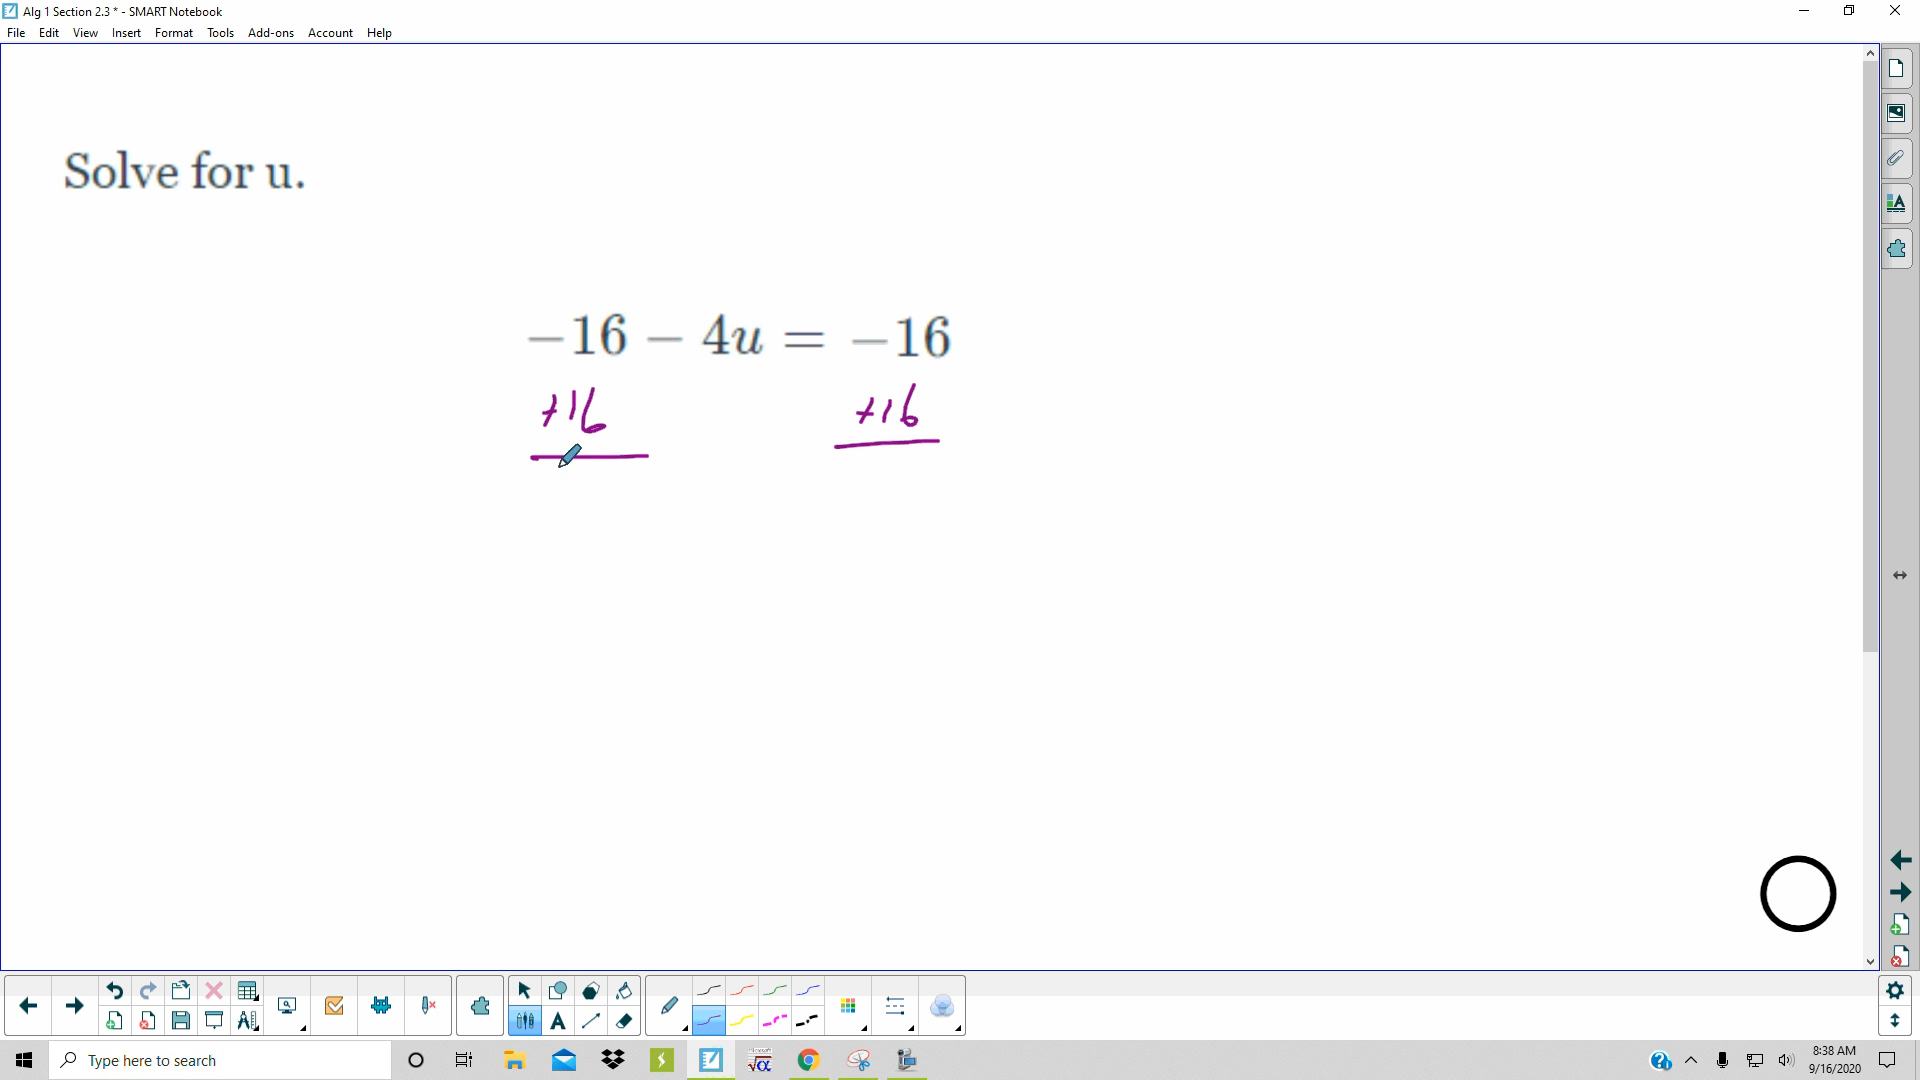 Alg 1 Section 2.3 * - SMART Notebook
File Edit View Insert Format Tools Add-ons Account Help
Solve for u.
−16 − 4u = −16
+16 +16
Type here to search
8:38 AM
9/16/2020